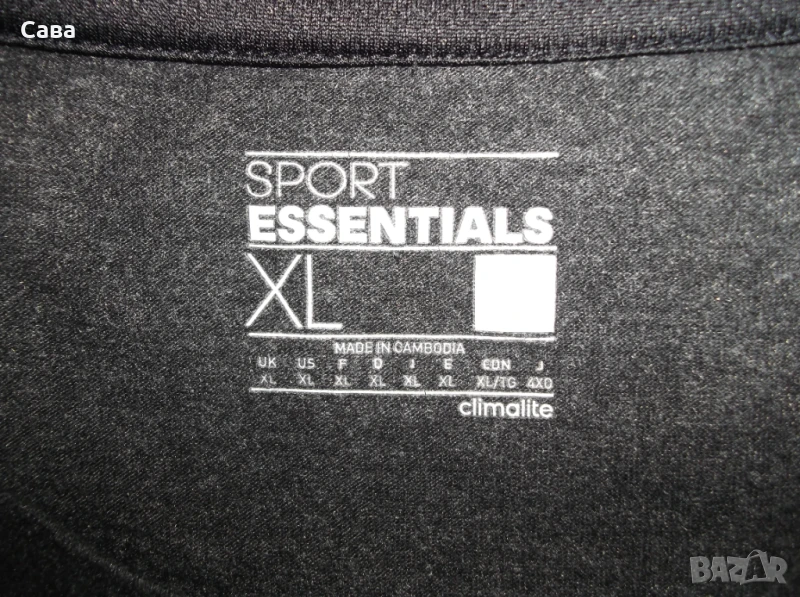 Сава
SPORT
ESSENTIALS
XL
MADE IN CAMBODIA
UK US F D I E CDN J
XL XL XL XL XL XL XL/TG 4XO
climalite
BAZAR